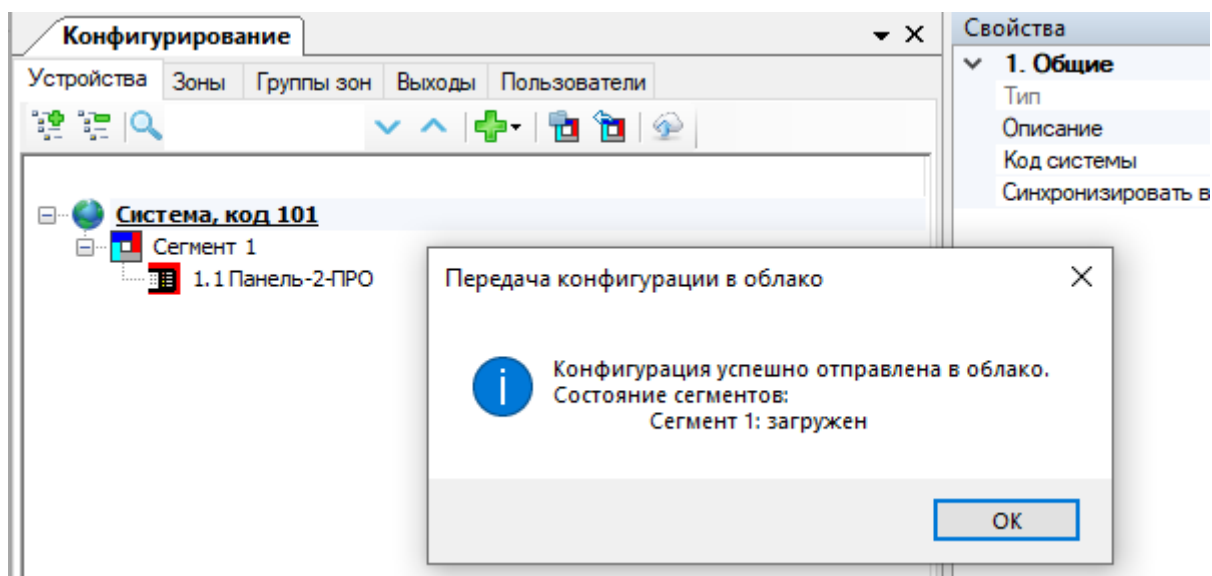 Конфигурирование
Устройства Зоны Группы зон Выходы Пользователи
Система, код 101
Сегмент 1
1.1 Панель-2-ПРО
Передача конфигурации в облако
Конфигурация успешно отправлена в облако.
Состояние сегментов:
Сегмент 1: загружен
ОК
Свойства
1. Общие
Тип
Описание
Код системы
Синхронизировать в